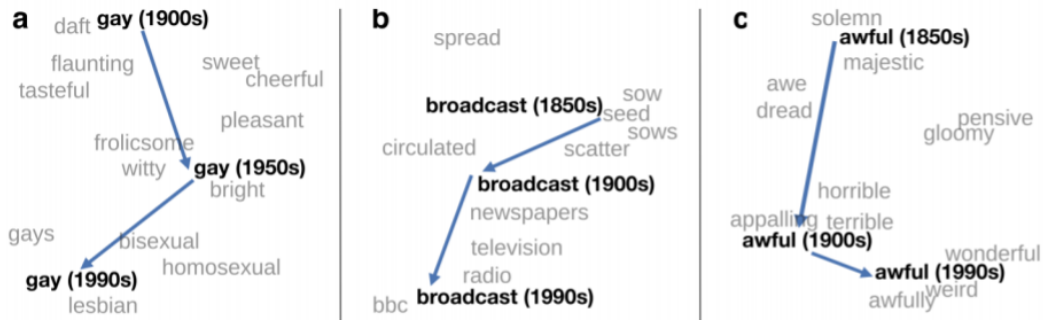 a
daft gay (1900s)
flaunting sweet
tasteful cheerful
pleasant
frolicsome
witty gay (1950s)
bright
gays bisexual
homosexual
gay (1990s)
lesbian
b
spread
broadcast (1850s) sow
seed
sows
circulated scatter
broadcast (1900s)
newspapers
television
radio
bbc broadcast (1990s)
c
solemn
awful (1850s)
majestic
awe
dread
pensive
gloomy
horrible
appalling terrible
awful (1900s)
wonderful
awful (1990s)
weird
awfully